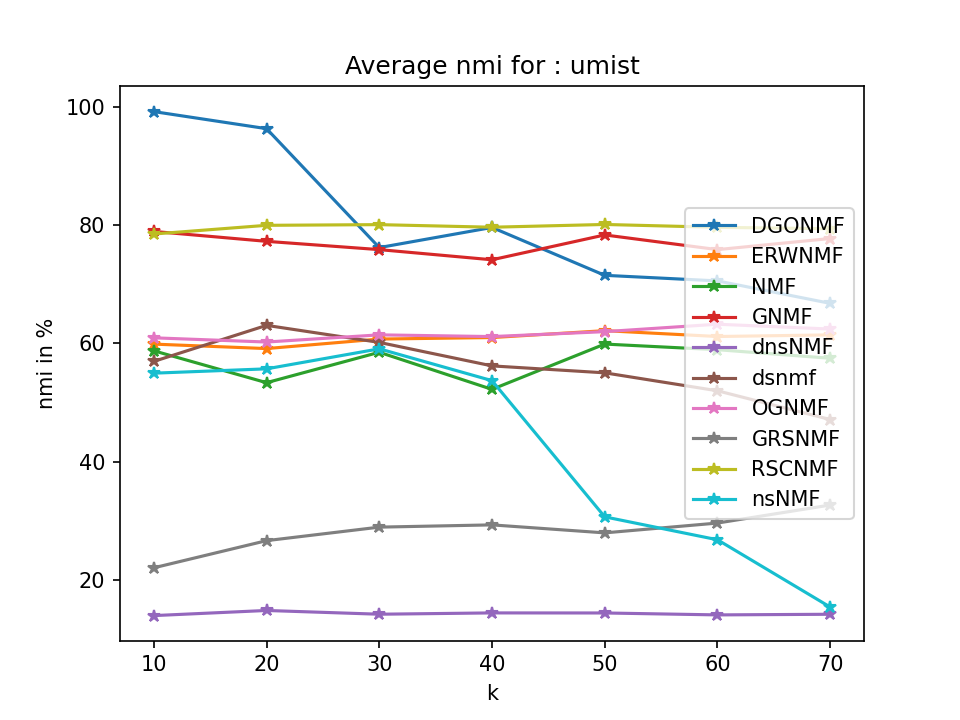 Average nmi for : umist
nmi in %
100
80
60
40
20
DGONMF
ERWNMF
NMF
GNMF
dnsNMF
dsnmf
OGNMF
GRSNMF
RSCNMF
nsNMF
10 20 30 40 50 60 70
k